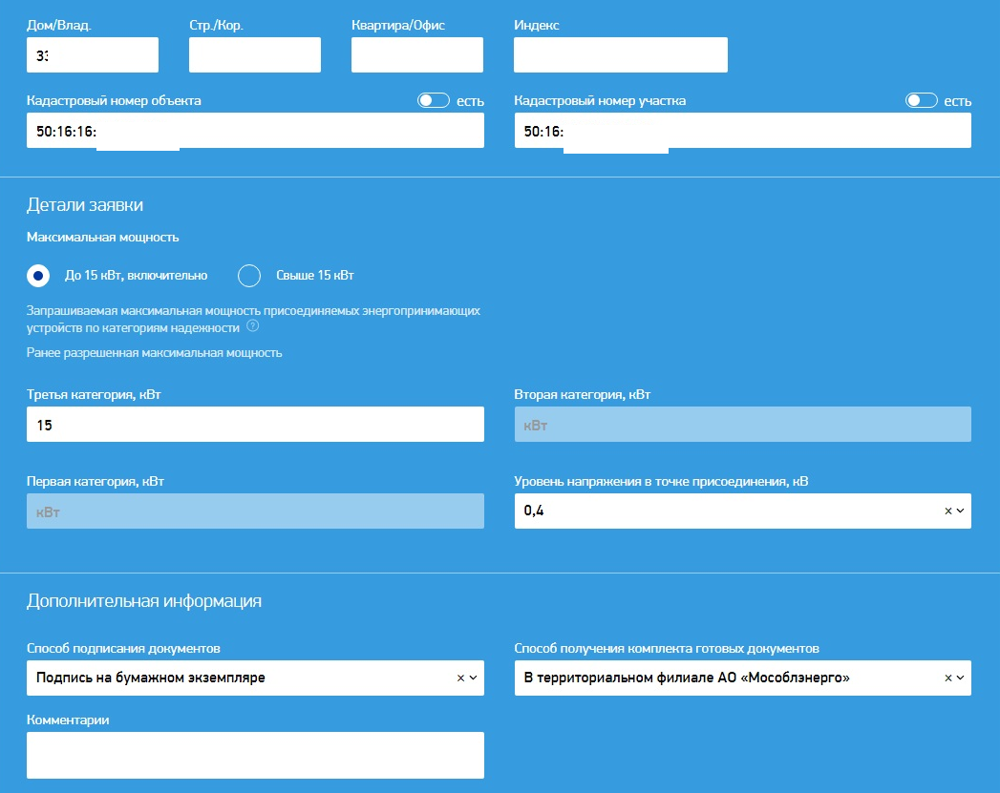 Дом/Влад. Стр./Кор. Квартира/Офис Индекс
33
Кадастровый номер объекта есть Кадастровый номер участка есть
50:16:16: 50:16:
Детали заявки
Максимальная мощность
До 15 кВт, включительно Свыше 15 кВт
Запрашиваемая максимальная мощность присоединяемых энергопринимающих
устройств по категориям надежности ?
Ранее разрешенная максимальная мощность
Третья категория, кВт Вторая категория, кВт
15 кВт
Первая категория, кВт Уровень напряжения в точке присоединения, кВ
кВт 0,4
Дополнительная информация
Способ подписания документов Способ получения комплекта готовых документов
Подпись на бумажном экземпляре В территориальном филиале АО «Мособлэнерго»
Комментарии